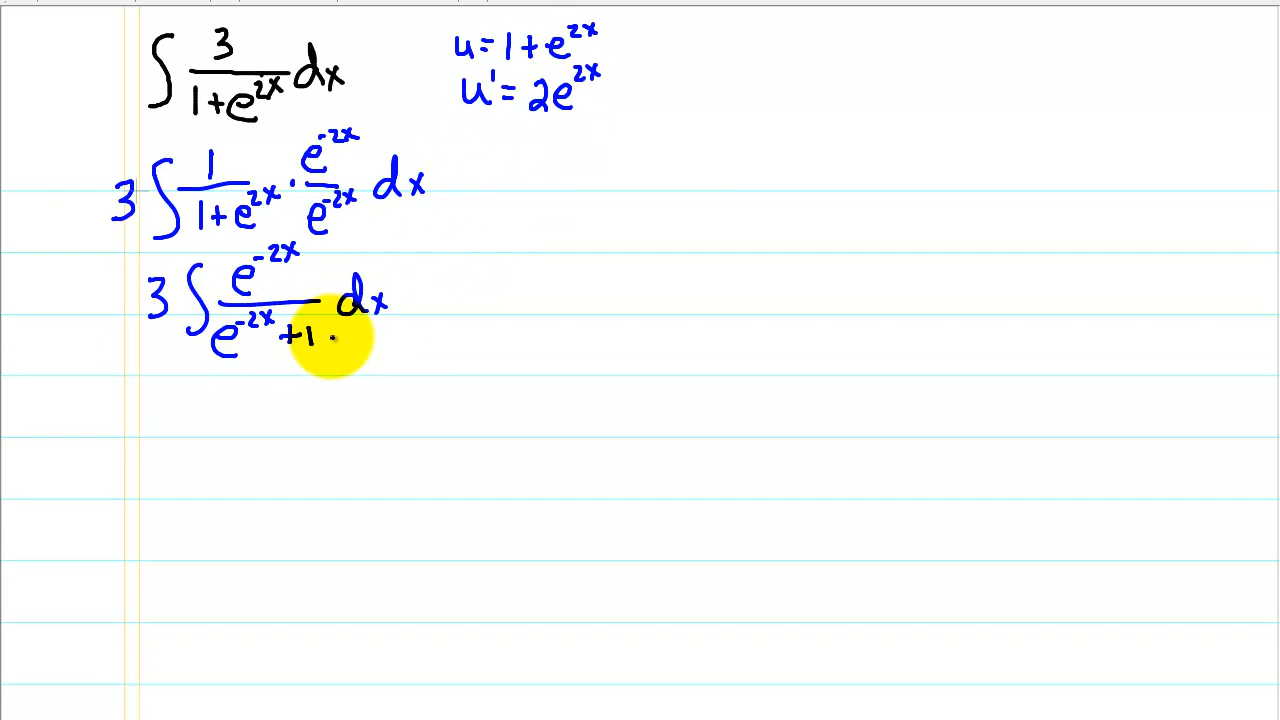 ∫ 3/(1+e^{2x}) dx u = 1 + e^{2x}
u' = 2e^{2x}
3 ∫ 1/(1+e^{2x}) · e^{-2x}/e^{-2x} dx
3 ∫ e^{-2x}/(e^{-2x} + 1) dx